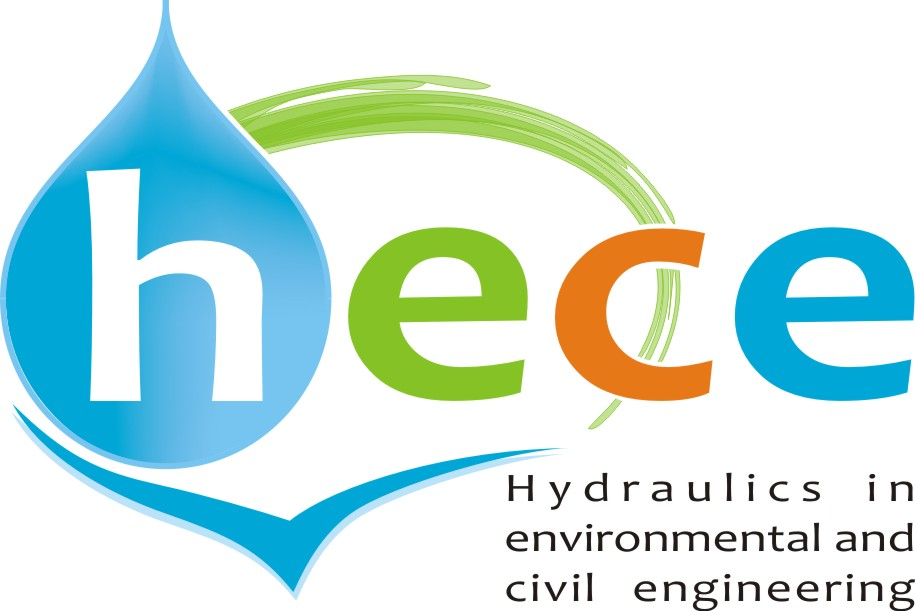 hece
Hydraulics in
environmental and
civil engineering